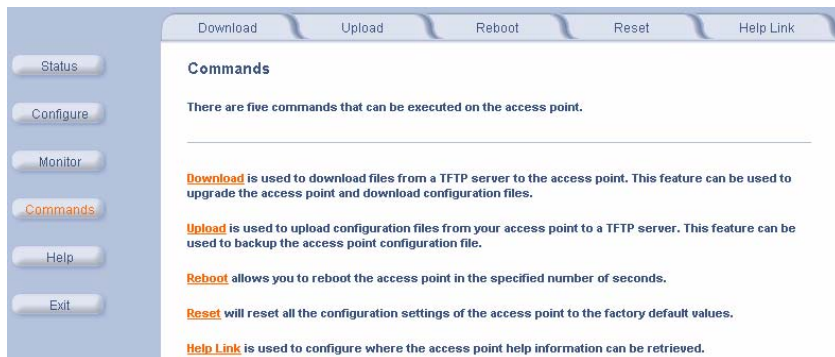 Download Upload Reboot Reset Help Link
Status
Configure
Monitor
Commands
Help
Exit
Commands
There are five commands that can be executed on the access point.
Download is used to download files from a TFTP server to the access point. This feature can be used to
upgrade the access point and download configuration files.
Upload is used to upload configuration files from your access point to a TFTP server. This feature can be
used to backup the access point configuration file.
Reboot allows you to reboot the access point in the specified number of seconds.
Reset will reset all the configuration settings of the access point to the factory default values.
Help Link is used to configure where the access point help information can be retrieved.